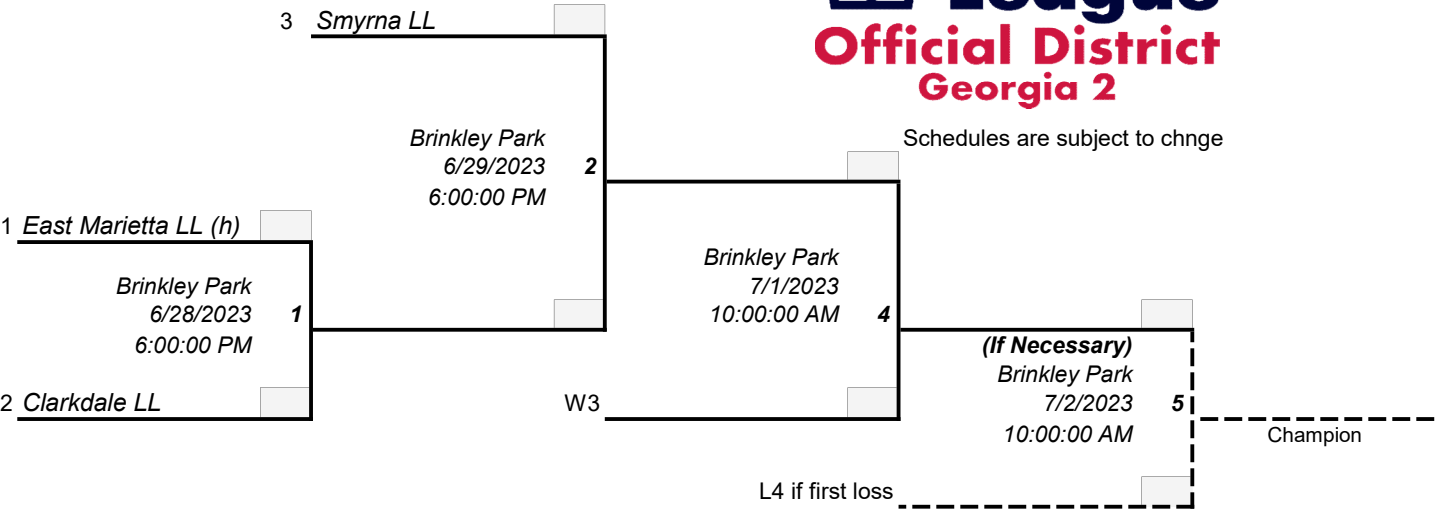 3 Smyrna LL
League
Official District
Georgia 2
Schedules are subject to chnge
Brinkley Park
6/29/2023 2
6:00:00 PM
1 East Marietta LL (h)
Brinkley Park
6/28/2023 1
6:00:00 PM
2 Clarkdale LL
Brinkley Park
7/1/2023
10:00:00 AM 4
W3
(If Necessary)
Brinkley Park
7/2/2023 5
10:00:00 AM
Champion
L4 if first loss